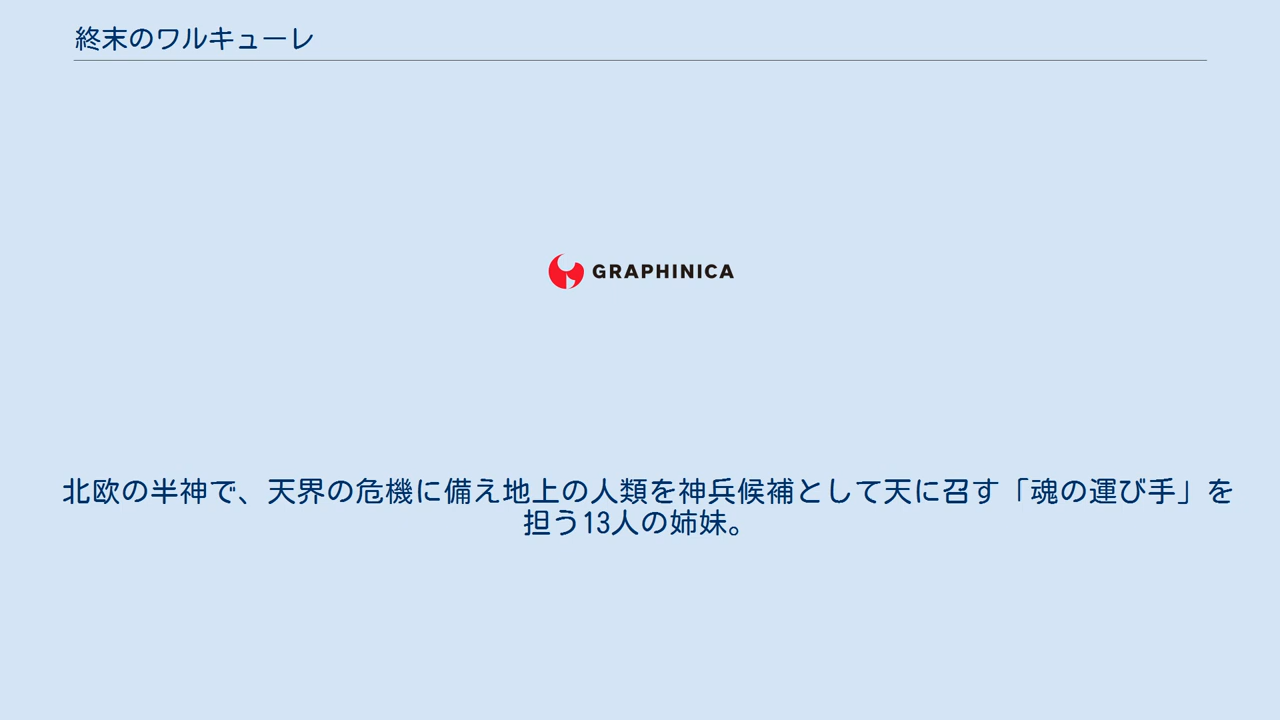 終末のワルキューレ
GRAPHINICA
北欧の半神で、天界の危機に備え地上の人類を神兵候補として天に召す「魂の運び手」を
担う13人の姉妹。